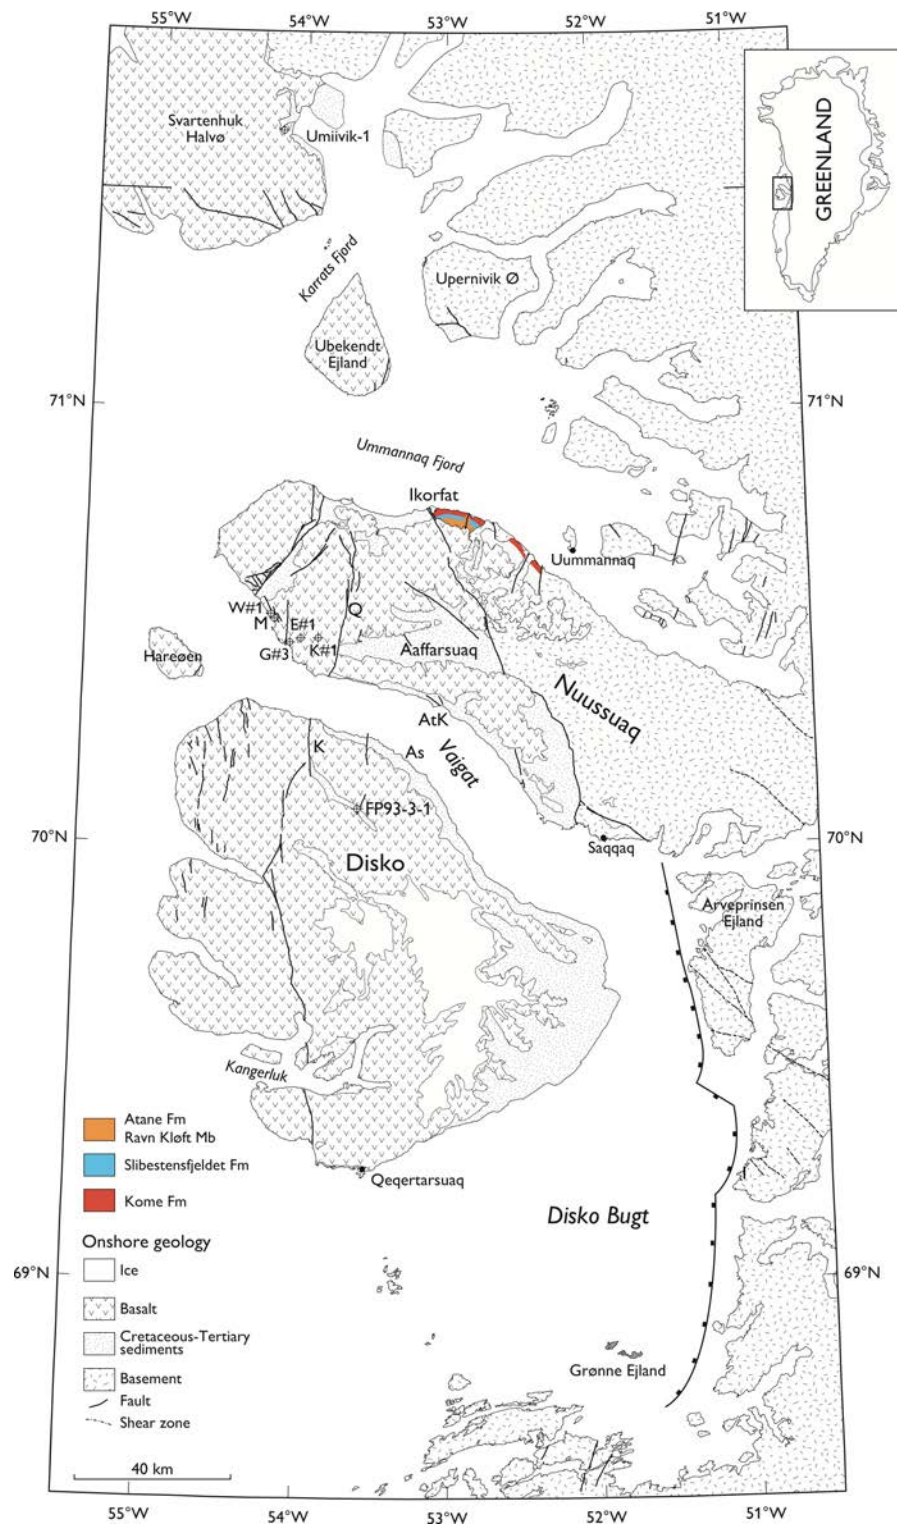 55°W
54°W
53°W
52°W
51°W
GREENLAND
Svartenhuk
Halvø
Umiivik-1
Karrats Fjord
Upernivik Ø
Ubekendt
Ejland
71°N
71°N
Ummannaq Fjord
Ikorfat
Uummannaq
W#1
M
E#1
Q
G#3
K#1
Aaffarsuaq
Hareøen
Nuussuaq
AtK
Vaigat
K
As
FP93-3-1
70°N
70°N
Saqqaq
Disko
Arveprinsen
Ejland
Kangerluk
Atane Fm
Ravn Kløft Mb
Slibestensfjeldet Fm
Kome Fm
Qeqertarsuaq
Disko Bugt
Onshore geology
Ice
Basalt
Cretaceous-Tertiary
sediments
Basement
Fault
Shear zone
69°N
69°N
Grønne Ejland
40 km
55°W
54°W
53°W
52°W
51°W